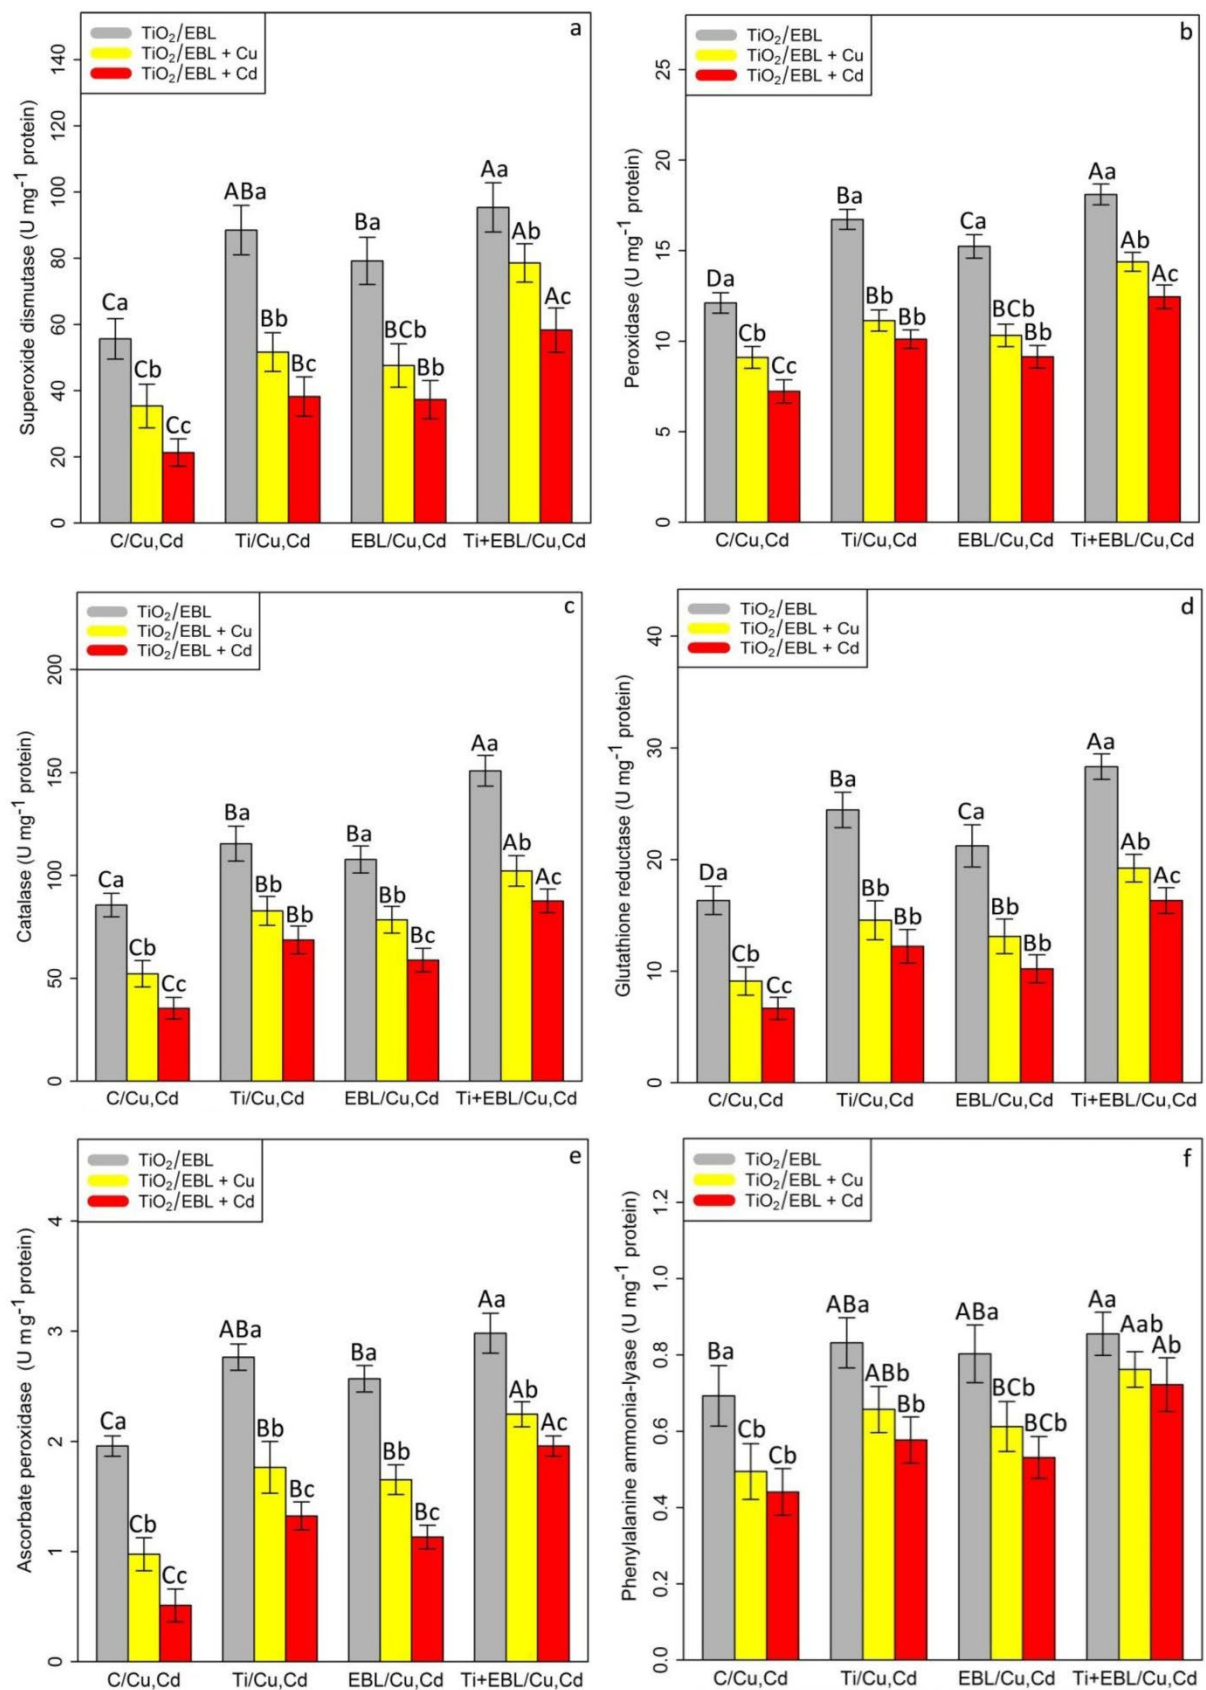 a
TiO₂/EBL
TiO₂/EBL + Cu
TiO₂/EBL + Cd
Superoxide dismutase (U mg⁻¹ protein)
140
120
100
80
60
40
20
0
Ca Cb Cc
ABa Bb Bc
Ba BCb Bb
Aa Ab Ac
C/Cu,Cd Ti/Cu,Cd EBL/Cu,Cd Ti+EBL/Cu,Cd
b
TiO₂/EBL
TiO₂/EBL + Cu
TiO₂/EBL + Cd
Peroxidase (U mg⁻¹ protein)
25
20
15
10
5
0
Da Cb Cc
Ba Bb Bb
Ca BCb Bb
Aa Ab Ac
C/Cu,Cd Ti/Cu,Cd EBL/Cu,Cd Ti+EBL/Cu,Cd
c
TiO₂/EBL
TiO₂/EBL + Cu
TiO₂/EBL + Cd
Catalase (U mg⁻¹ protein)
200
150
100
50
0
Ca Cb Cc
Ba Bb Bb
Ba Bb Bc
Aa Ab Ac
C/Cu,Cd Ti/Cu,Cd EBL/Cu,Cd Ti+EBL/Cu,Cd
d
TiO₂/EBL
TiO₂/EBL + Cu
TiO₂/EBL + Cd
Glutathione reductase (U mg⁻¹ protein)
40
30
20
10
0
Da Cb Cc
Ba Bb Bb
Ca Bb Bb
Aa Ab Ac
C/Cu,Cd Ti/Cu,Cd EBL/Cu,Cd Ti+EBL/Cu,Cd
e
TiO₂/EBL
TiO₂/EBL + Cu
TiO₂/EBL + Cd
Ascorbate peroxidase (U mg⁻¹ protein)
4
3
2
1
0
Ca Cb Cc
ABa Bb Bc
Ba Bb Bc
Aa Ab Ac
C/Cu,Cd Ti/Cu,Cd EBL/Cu,Cd Ti+EBL/Cu,Cd
f
TiO₂/EBL
TiO₂/EBL + Cu
TiO₂/EBL + Cd
Phenylalanine ammonia-lyase (U mg⁻¹ protein)
1.2
1.0
0.8
0.6
0.4
0.2
0.0
Ba Cb Cb
ABa ABb Bb
ABa BCb BCb
Aa Aab Ab
C/Cu,Cd Ti/Cu,Cd EBL/Cu,Cd Ti+EBL/Cu,Cd